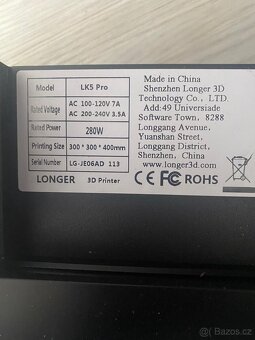 Model LK5 Pro
Rated Voltage AC 100-120V 7A
AC 200-240V 3.5A
Rated Power 280W
Printing Size 300*300*400mm
Serial Number LG-JE06AD 113
LONGER 3D Printer
Made in China
Shenzhen Longer 3D
Technology Co., LTD.
Add:49 Universiade
Software Town, 8288
Longgang Avenue,
Yuanshan Street,
Longgang District,
Shenzhen, China
www.longer3d.com
CE FC ROHS
sbazos.cz